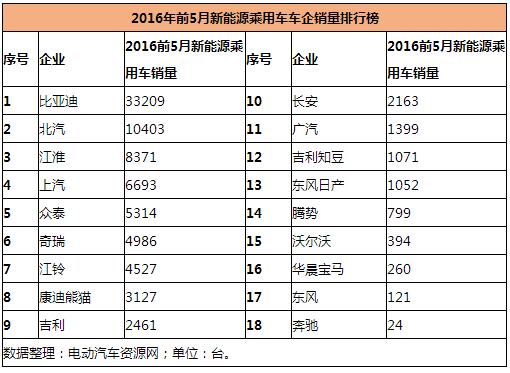 2016年前5月新能源乘用车车企销量排行榜
序号 企业 2016前5月新能源乘用车销量 序号 企业 2016前5月新能源乘用车销量
1 比亚迪 33209 10 长安 2163
2 北汽 10403 11 广汽 1399
3 江淮 8371 12 吉利知豆 1071
4 上汽 6693 13 东风日产 1052
5 众泰 5314 14 腾势 799
6 奇瑞 4986 15 沃尔沃 394
7 江铃 4527 16 华晨宝马 260
8 康迪熊猫 3127 17 东风 121
9 吉利 2461 18 奔驰 24
数据整理：电动汽车资源网；单位：台。